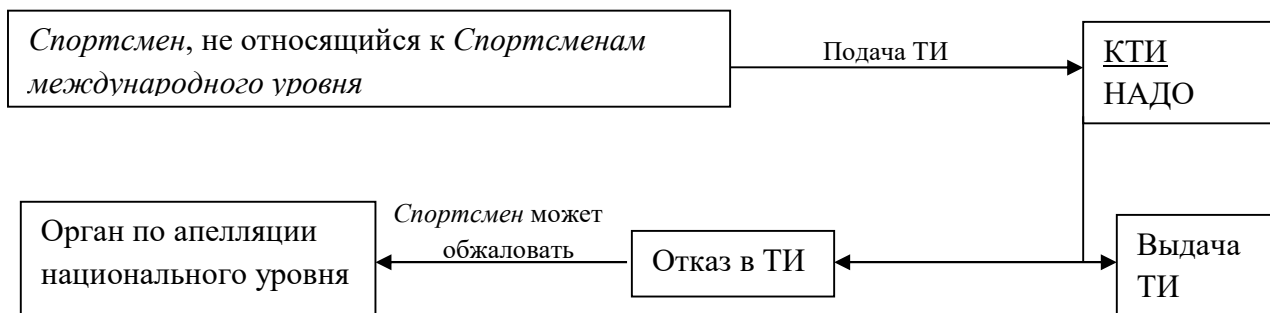 Спортсмен, не относящийся к Спортсменам
международного уровня
Подача ТИ
КТИ
НАДО
Орган по апелляции
национального уровня
Спортсмен может
обжаловать
Отказ в ТИ
Выдача
ТИ